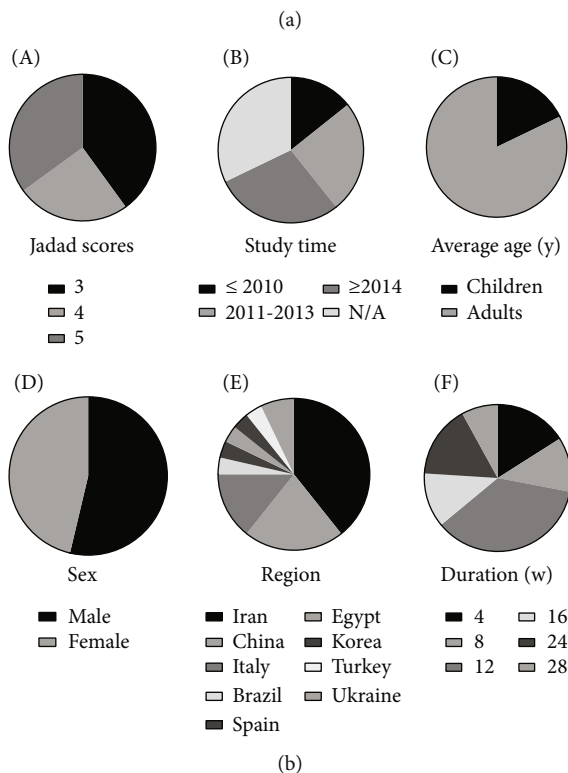 (a)
(A)
(B)
(C)
Jadad scores
Study time
Average age (y)
3
4
5
≤ 2010
≥2014
2011-2013
N/A
Children
Adults
(D)
(E)
(F)
Sex
Region
Duration (w)
Male
Female
Iran
Egypt
China
Korea
Italy
Turkey
Brazil
Ukraine
Spain
4
16
8
24
12
28
(b)